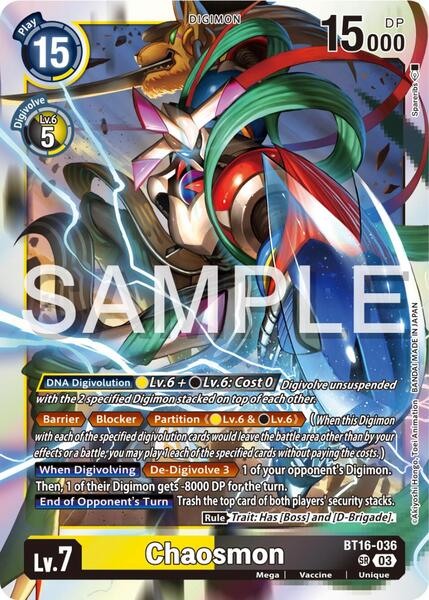 Play
15
DIGIMON
DP
15000
Digivolve
Lv.6
5
Spareribs
SAMPLE
©Akiyoshi Hongo, Toei Animation BANDAI MADE IN JAPAN
DNA Digivolution Lv.6 + Lv.6: Cost 0 Digivolve unsuspended
with the 2 specified Digimon stacked on top of each other.
Barrier Blocker Partition (Lv.6 & Lv.6) (When this Digimon
with each of the specified digivolution cards would leave the battle area other than by your
effects or a battle, you may play 1 each of the specified cards without paying the costs.)
When Digivolving De-Digivolve 3 1 of your opponent's Digimon.
Then, 1 of their Digimon gets -8000 DP for the turn.
End of Opponent's Turn Trash the top card of both players' security stacks.
Rule Trait: Has [Boss] and [D-Brigade].
Lv.7
Chaosmon
BT16-036
SR 03
Mega | Vaccine | Unique